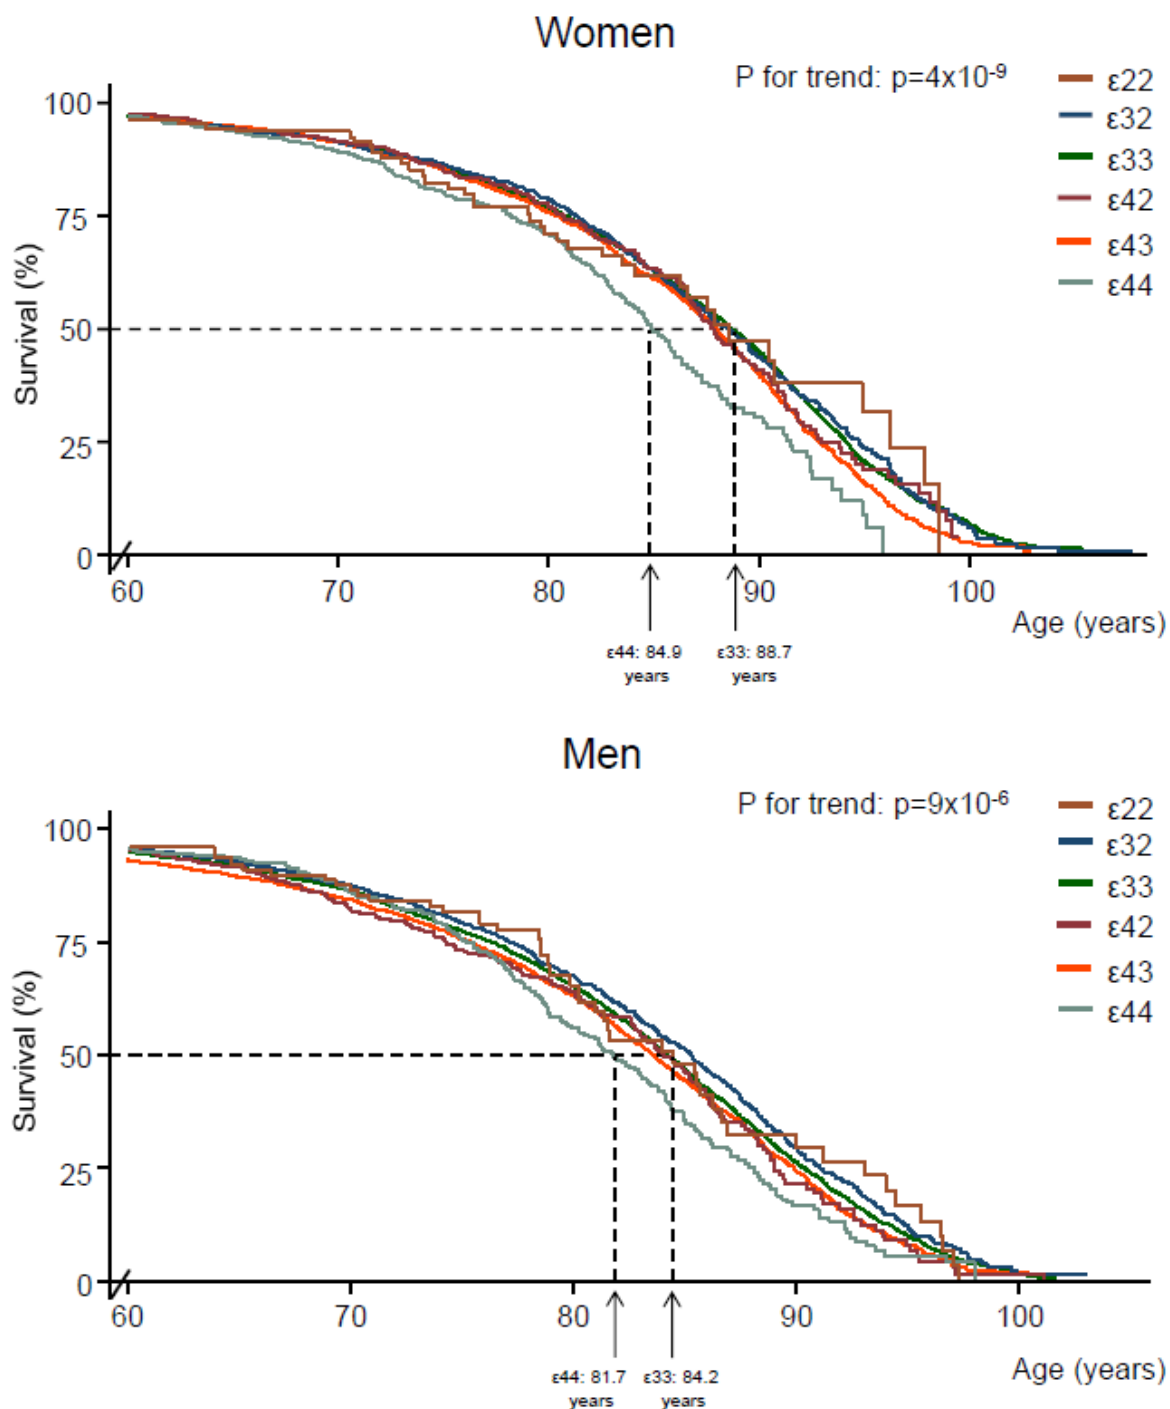 Women
P for trend: p=4x10⁻⁹
ε22
ε32
ε33
ε42
ε43
ε44
Survival (%)
100
75
50
25
0
60 70 80 90 100
Age (years)
ε44: 84.9 years
ε33: 88.7 years
Men
P for trend: p=9x10⁻⁶
ε22
ε32
ε33
ε42
ε43
ε44
Survival (%)
100
75
50
25
0
60 70 80 90 100
Age (years)
ε44: 81.7 years
ε33: 84.2 years